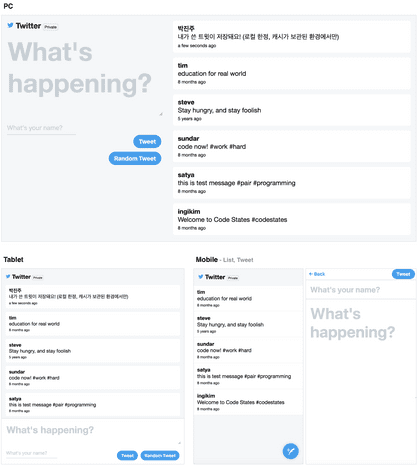 PC
Twitter Private
What's
happening?
What's your name?
Tweet
Random Tweet
박진주
내가 쓴 트윗이 저장돼요! (로컬 한정, 캐시가 보관된 환경에서만)
a few seconds ago
tim
education for real world
8 months ago
steve
Stay hungry, and stay foolish
5 years ago
sundar
code now! #work #hard
8 months ago
satya
this is test message #pair #programming
8 months ago
ingikim
Welcome to Code States #codestates
8 months ago
Tablet
Twitter Private
박진주
내가 쓴 트윗이 저장돼요! (로컬 한정, 캐시가 보관된 환경에서만)
a few seconds ago
tim
education for real world
8 months ago
steve
Stay hungry, and stay foolish
5 years ago
sundar
code now! #work #hard
8 months ago
satya
this is test message #pair #programming
8 months ago
What's happening?
What's your name?
Tweet
Random Tweet
Mobile - List, Tweet
Twitter Private
tim
education for real world
8 months ago
steve
Stay hungry, and stay foolish
5 years ago
sundar
code now! #work #hard
8 months ago
satya
this is test message #pair #programming
8 months ago
ingikim
Welcome to Code States #codestates
8 months ago
← Back
Tweet
What's your name?
What's
happening?